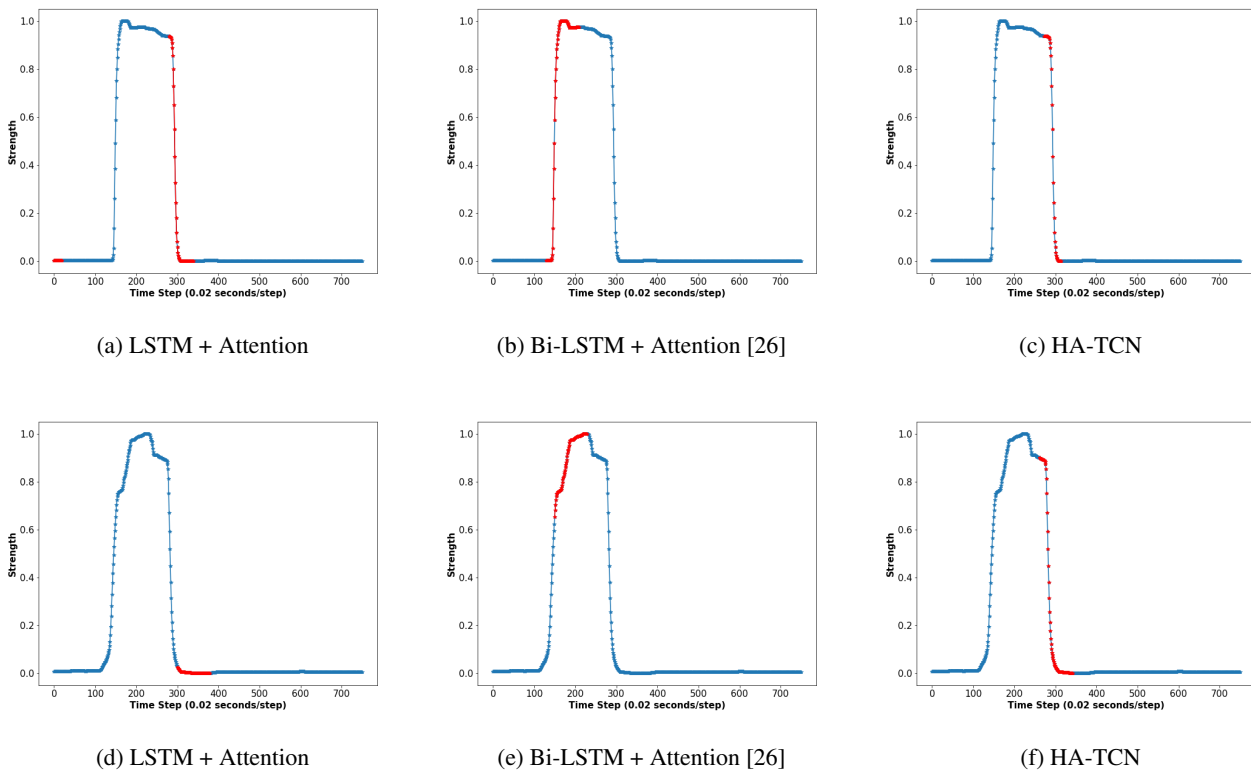 1.0
0.8
0.6
0.4
0.2
0.0
Strength
0 100 200 300 400 500 600 700
Time Step (0.02 seconds/step)
(a) LSTM + Attention
1.0
0.8
0.6
0.4
0.2
0.0
Strength
0 100 200 300 400 500 600 700
Time Step (0.02 seconds/step)
(b) Bi-LSTM + Attention [26]
1.0
0.8
0.6
0.4
0.2
0.0
Strength
0 100 200 300 400 500 600 700
Time Step (0.02 seconds/step)
(c) HA-TCN
1.0
0.8
0.6
0.4
0.2
0.0
Strength
0 100 200 300 400 500 600 700
Time Step (0.02 seconds/step)
(d) LSTM + Attention
1.0
0.8
0.6
0.4
0.2
0.0
Strength
0 100 200 300 400 500 600 700
Time Step (0.02 seconds/step)
(e) Bi-LSTM + Attention [26]
1.0
0.8
0.6
0.4
0.2
0.0
Strength
0 100 200 300 400 500 600 700
Time Step (0.02 seconds/step)
(f) HA-TCN